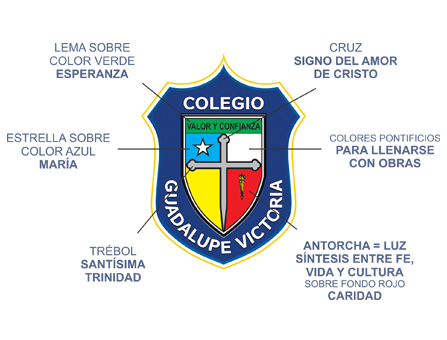 LEMA SOBRE
COLOR VERDE
ESPERANZA
CRUZ
SIGNO DEL AMOR
DE CRISTO
COLEGIO
VALOR Y CONFIANZA
ESTRELLA SOBRE
COLOR AZUL
MARÍA
COLORES PONTIFICIOS
PARA LLENARSE
CON OBRAS
GUADALUPE VICTORIA
TRÉBOL
SANTÍSIMA
TRINIDAD
ANTORCHA = LUZ
SÍNTESIS ENTRE FE,
VIDA Y CULTURA
SOBRE FONDO ROJO
CARIDAD